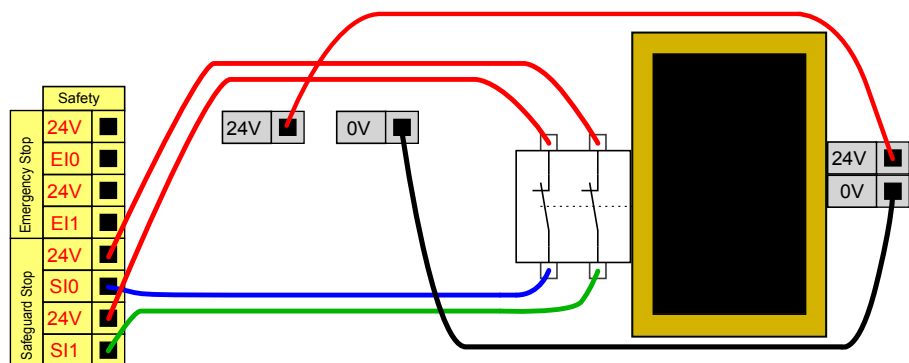 Safety
Emergency Stop
24V
EI0
24V
EI1
Safeguard Stop
24V
SI0
24V
SI1
24V
0V
24V
0V